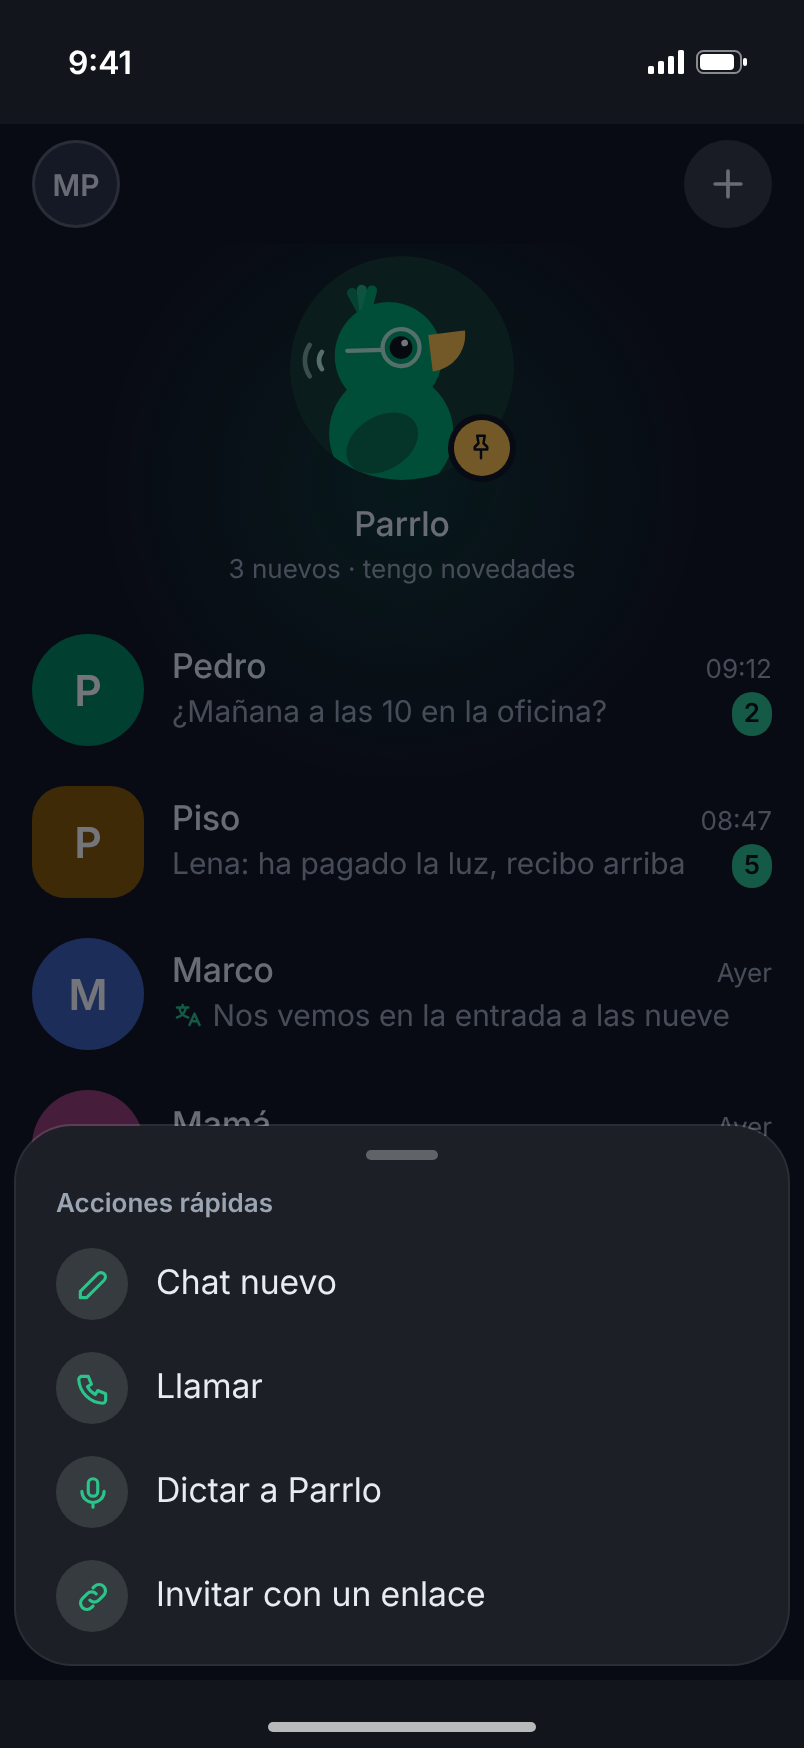 9:41
MP
Parrlo
3 nuevos · tengo novedades
P
Pedro
09:12
¿Mañana a las 10 en la oficina?
2
P
Piso
08:47
Lena: ha pagado la luz, recibo arriba
5
M
Marco
Ayer
Nos vemos en la entrada a las nueve
Mamá
Ayer
Acciones rápidas
Chat nuevo
Llamar
Dictar a Parrlo
Invitar con un enlace